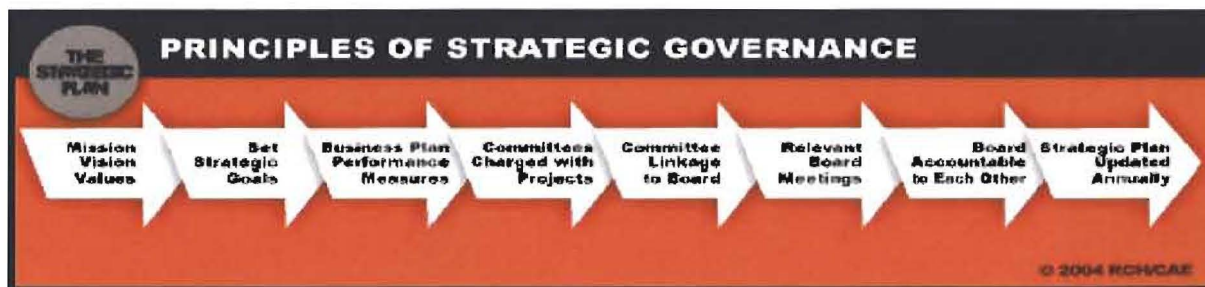 THE
STRATEGIC
PLAN
PRINCIPLES OF STRATEGIC GOVERNANCE
Mission
Vision
Values
Set
Strategic
Goals
Business Plan
Performance
Measures
Committees
Charged with
Projects
Committee
Linkage
to Board
Relevant
Board
Meetings
Board
Accountable
to Each Other
Strategic Plan
Updated
Annually
© 2004 RCH/CAE